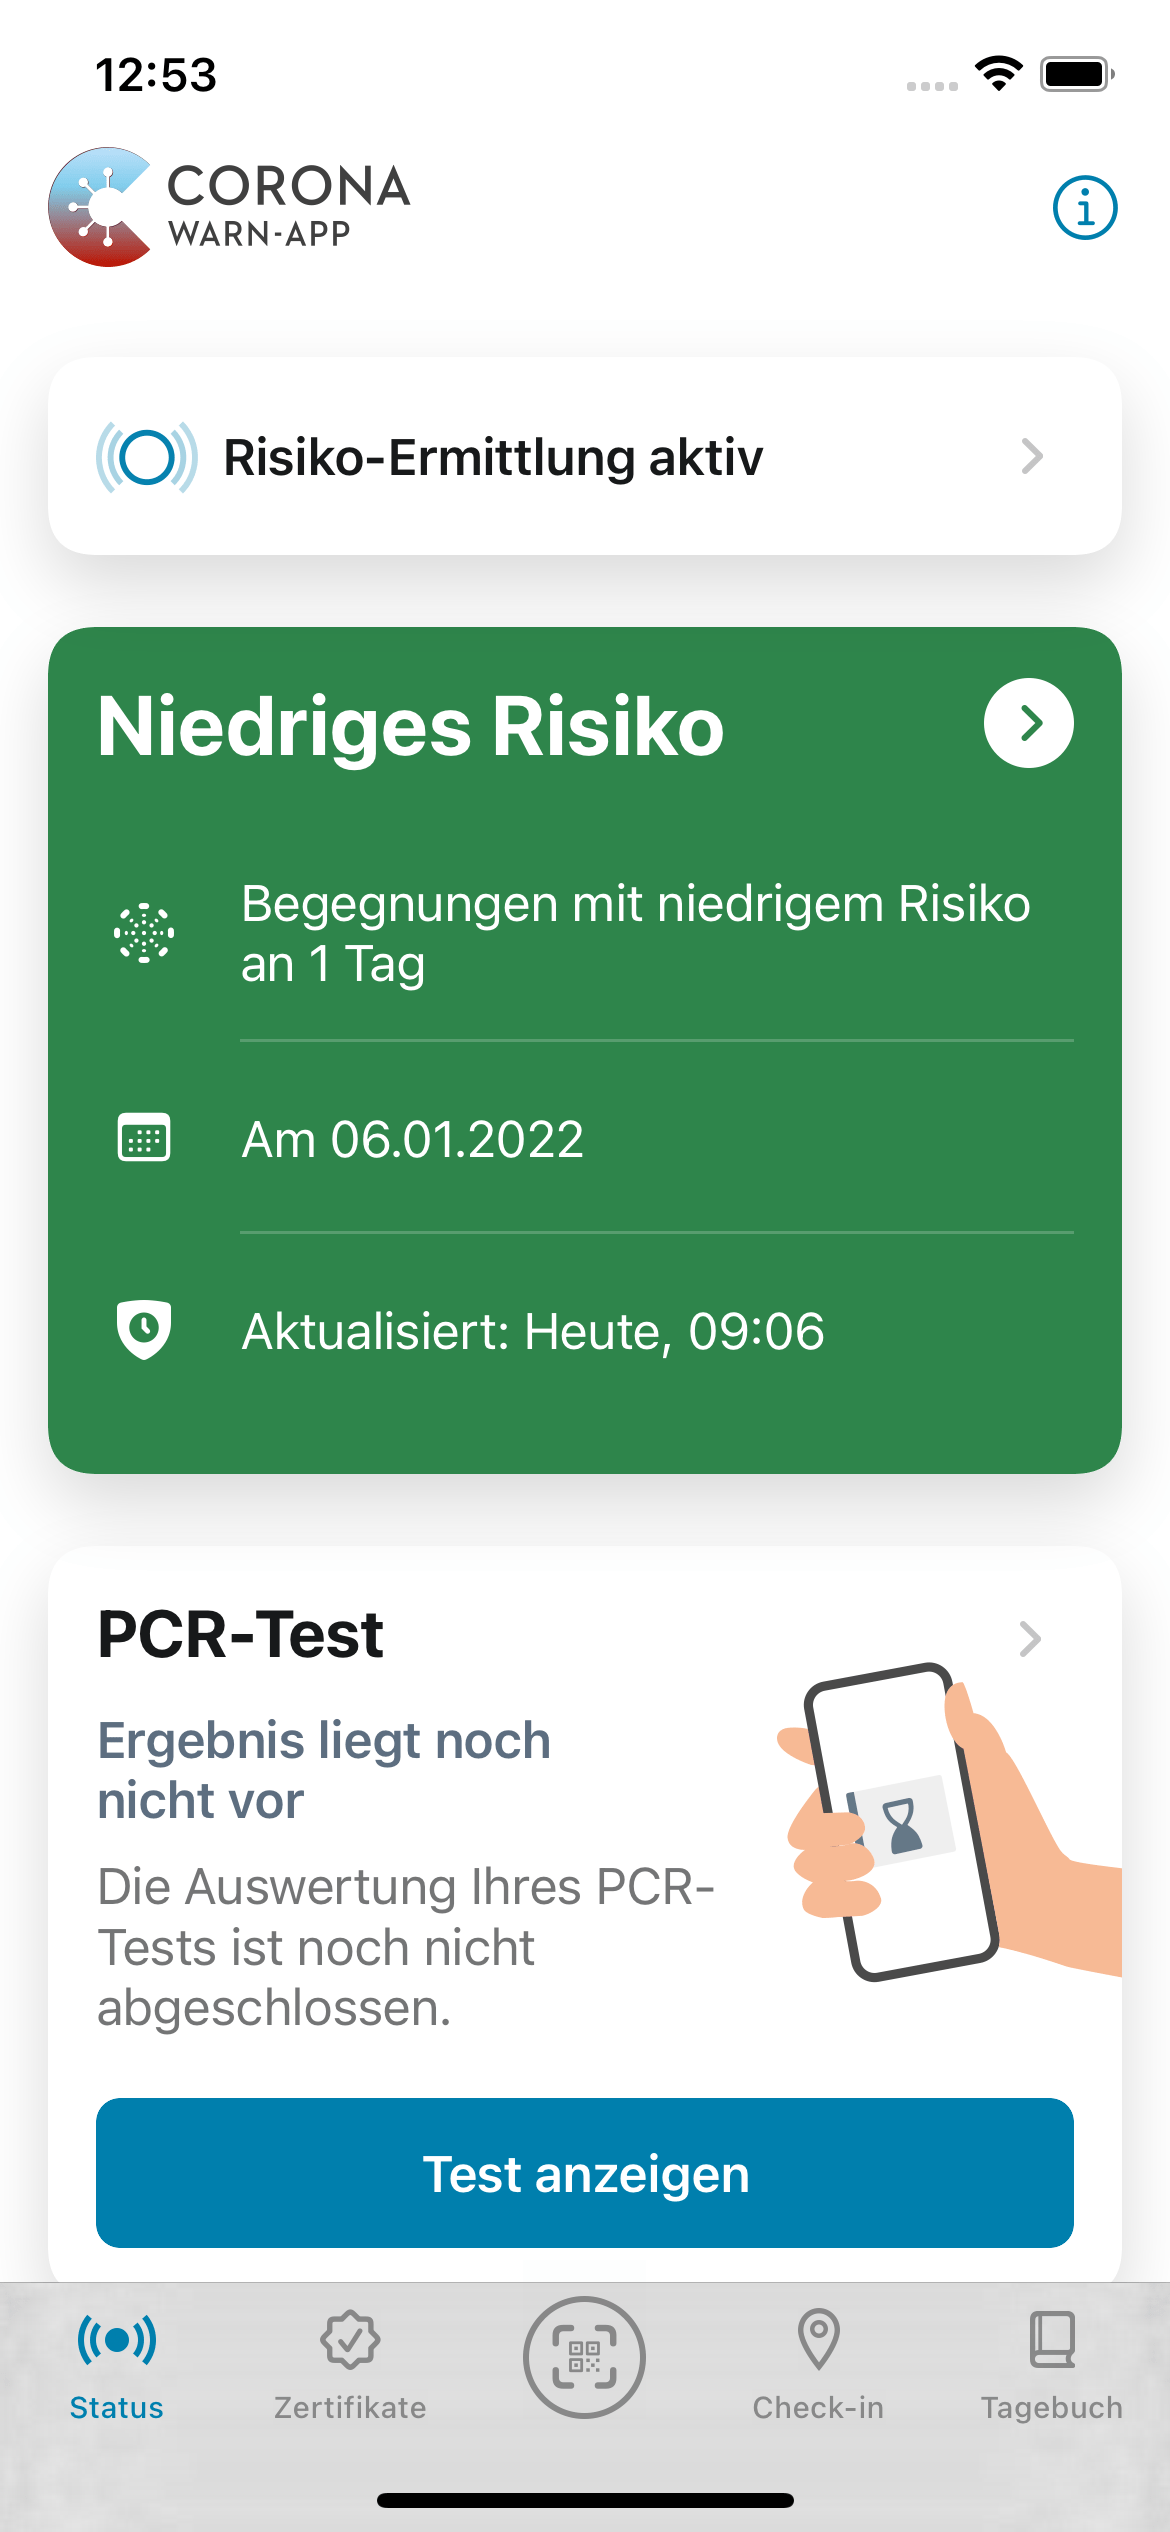 12:53
CORONA
WARN-APP
Risiko-Ermittlung aktiv
Niedriges Risiko
Begegnungen mit niedrigem Risiko
an 1 Tag
Am 06.01.2022
Aktualisiert: Heute, 09:06
PCR-Test
Ergebnis liegt noch
nicht vor
Die Auswertung Ihres PCR-
Tests ist noch nicht
abgeschlossen.
Test anzeigen
Status
Zertifikate
Check-in
Tagebuch